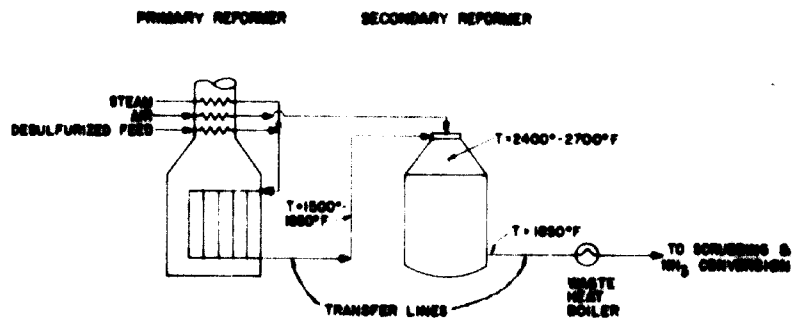 PRIMARY REFORMER
SECONDARY REFORMER
STEAM
AIR
DESULFURIZED FEED
T=2400°-2700°F
T=1500°-
1650°F
T=1850°F
TO SCRUBBING &
NH3 CONVERSION
TRANSFER LINES
WASTE
HEAT
BOILER